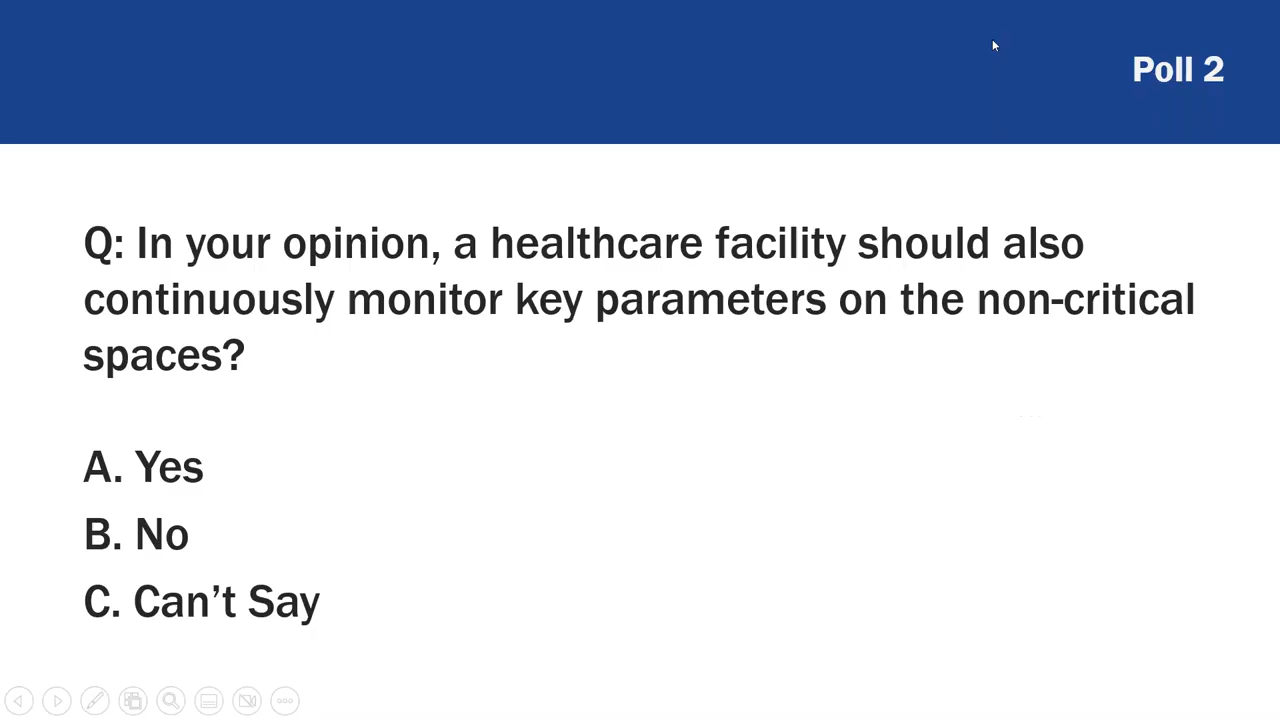 Poll 2
Q: In your opinion, a healthcare facility should also
continuously monitor key parameters on the non-critical
spaces?
A. Yes
B. No
C. Can’t Say